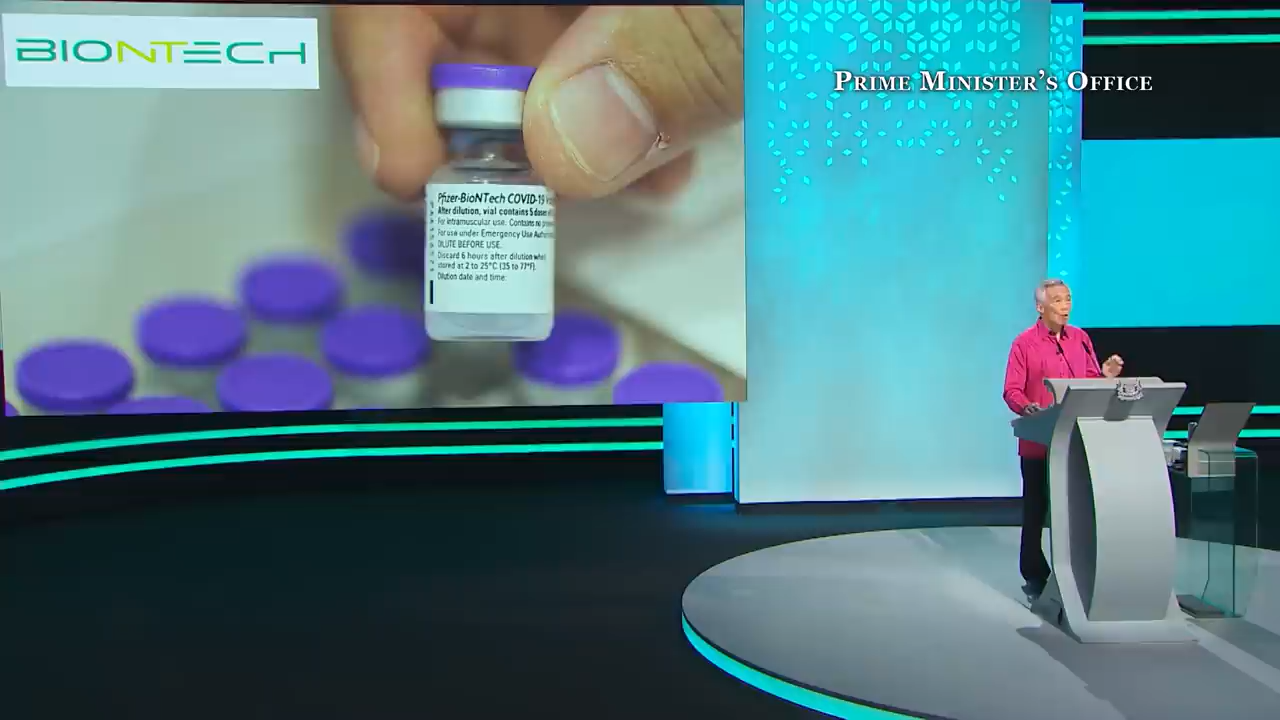 BIONTECH
PRIME MINISTER'S OFFICE
Pfizer-BioNTech COVID-19
After dilution, vial contains 5
For intramuscular use. Contains no
For use under Emergency Use
DILUTE BEFORE USE.
Discard 6 hours after dilution when
stored at 2 to 25°C (35 to 77°F).
Dilution date and time: